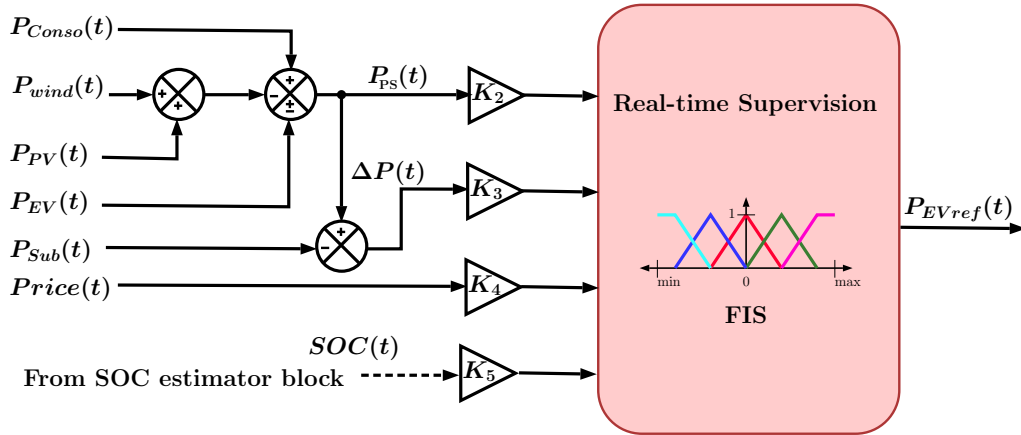 P_Conso(t)
P_wind(t)
P_PV(t)
P_EV(t)
P_Sub(t)
Price(t)
From SOC estimator block
SOC(t)
+
+
+
-
+
-
+
-
P_PS(t)
ΔP(t)
K_2
K_3
K_4
K_5
Real-time Supervision
1
min
0
max
FIS
P_EVref(t)